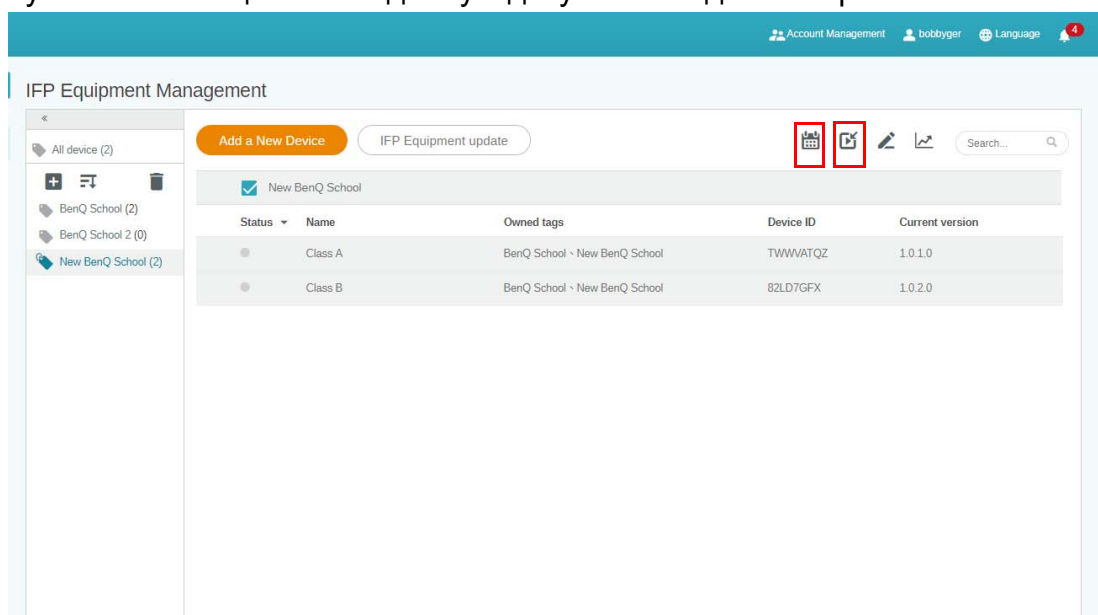 Account Management bobbyger Language 4
IFP Equipment Management
«
All device (2)
Add a New Device IFP Equipment update Search...
BenQ School (2)
BenQ School 2 (0)
New BenQ School (2)
New BenQ School
Status Name Owned tags Device ID Current version
Class A BenQ School、New BenQ School TWWVATQZ 1.0.1.0
Class B BenQ School、New BenQ School 82LD7GFX 1.0.2.0